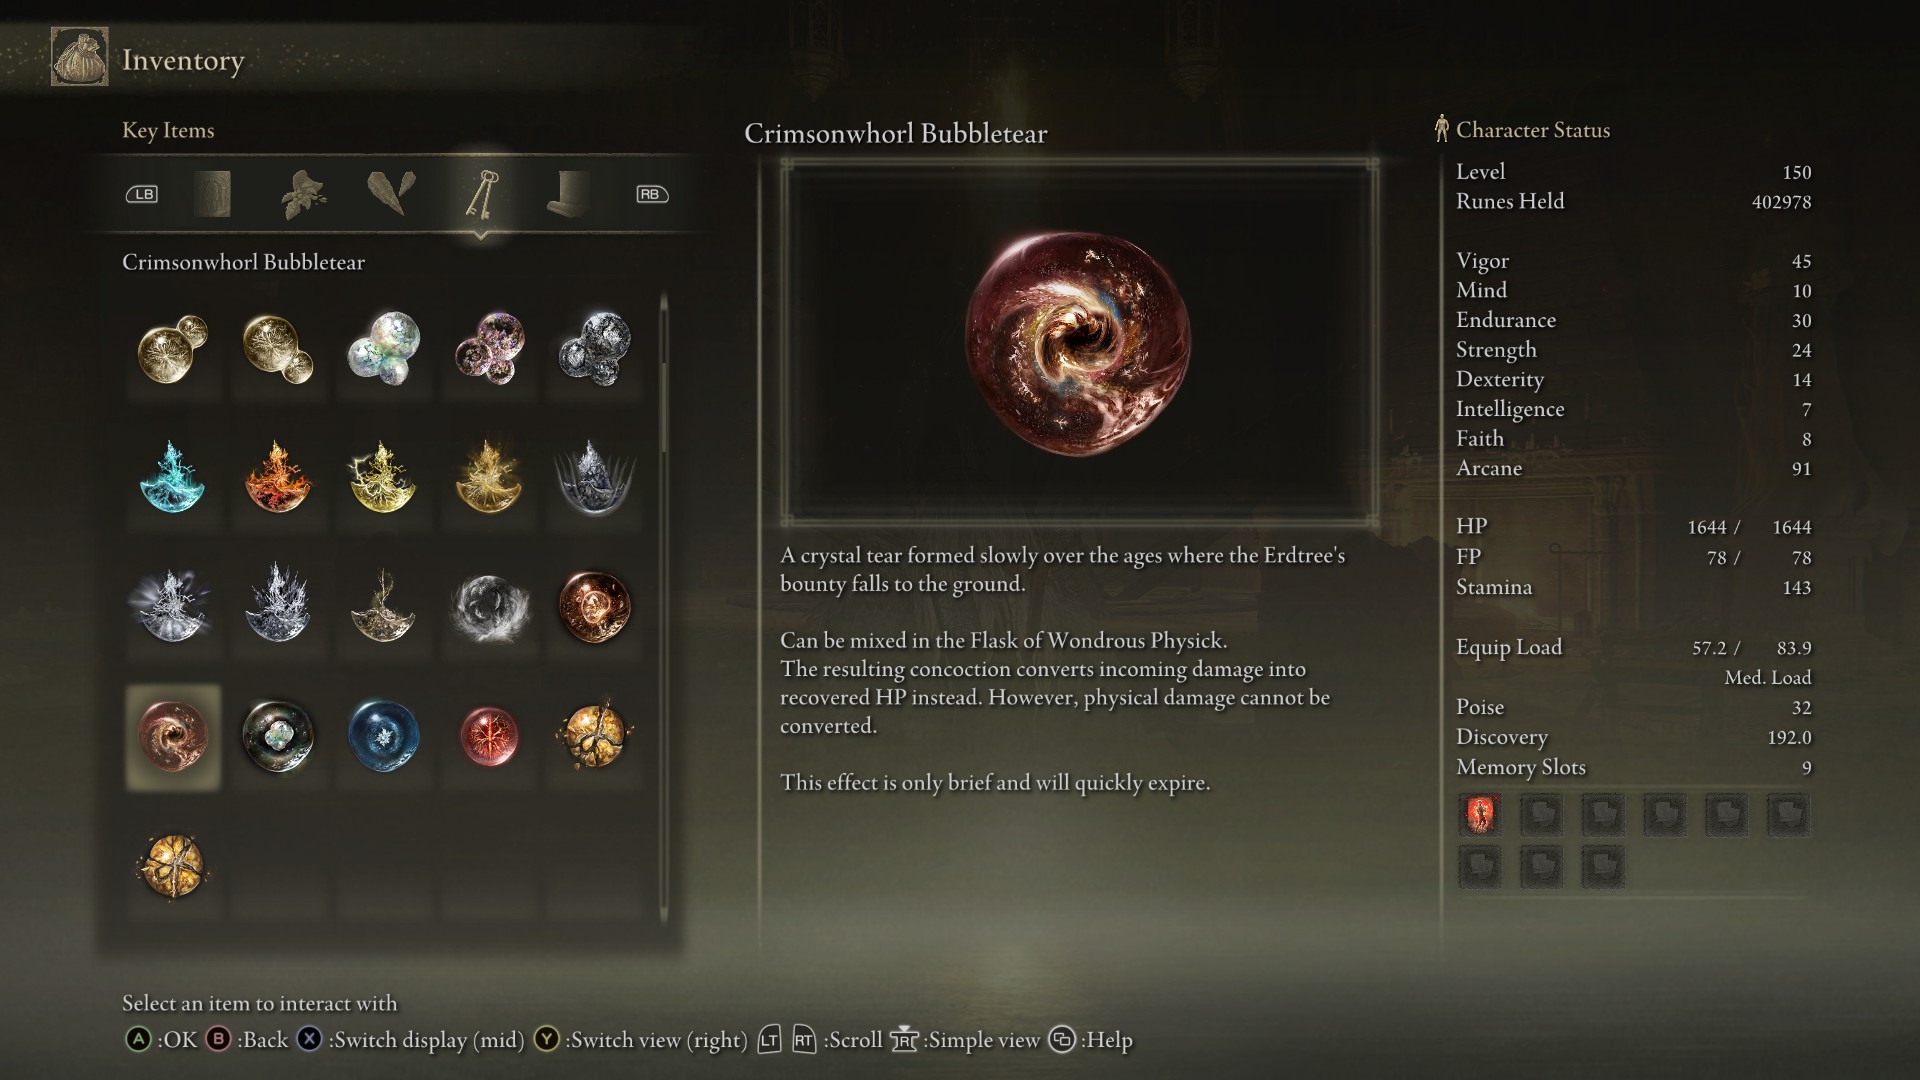 Inventory
Key Items
LB
RB
Crimsonwhorl Bubbletear
Crimsonwhorl Bubbletear
A crystal tear formed slowly over the ages where the Erdtree's
bounty falls to the ground.
Can be mixed in the Flask of Wondrous Physick.
The resulting concoction converts incoming damage into
recovered HP instead. However, physical damage cannot be
converted.
This effect is only brief and will quickly expire.
Character Status
Level 150
Runes Held 402978
Vigor 45
Mind 10
Endurance 30
Strength 24
Dexterity 14
Intelligence 7
Faith 8
Arcane 91
HP 1644 / 1644
FP 78 / 78
Stamina 143
Equip Load 57.2 / 83.9
Med. Load
Poise 32
Discovery 192.0
Memory Slots 9
Select an item to interact with
A :OK B :Back X :Switch display (mid) Y :Switch view (right) LT RT :Scroll R :Simple view :Help